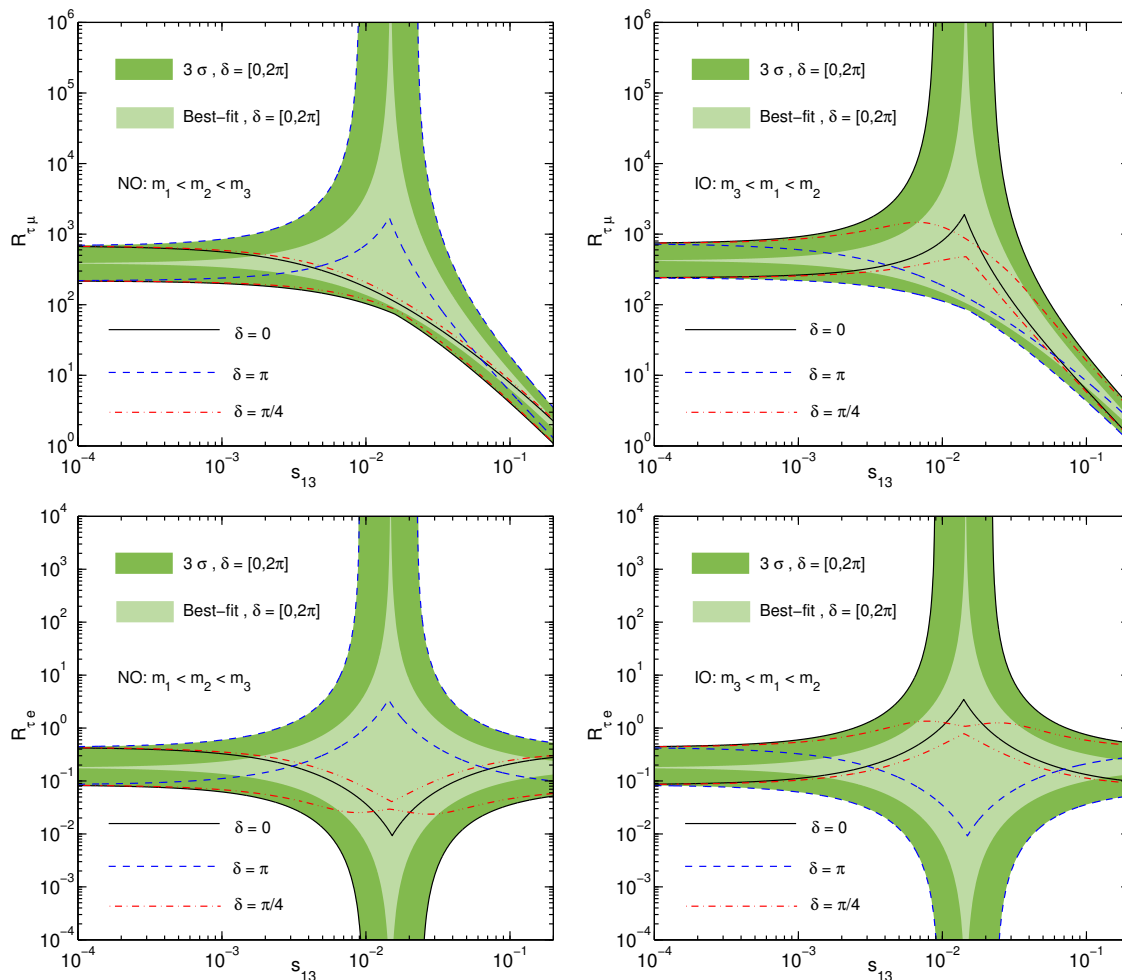 10^6
10^5
10^4
10^3
10^2
10^1
10^0
R_τμ
3 σ , δ = [0,2π]
Best−fit , δ = [0,2π]
NO: m_1 < m_2 < m_3
δ = 0
δ = π
δ = π/4
10^−4 10^−3 10^−2 10^−1
s_13
10^6
10^5
10^4
10^3
10^2
10^1
10^0
R_τμ
3 σ , δ = [0,2π]
Best−fit , δ = [0,2π]
IO: m_3 < m_1 < m_2
δ = 0
δ = π
δ = π/4
10^−4 10^−3 10^−2 10^−1
s_13
10^4
10^3
10^2
10^1
10^0
10^−1
10^−2
10^−3
10^−4
R_τe
3 σ , δ = [0,2π]
Best−fit , δ = [0,2π]
NO: m_1 < m_2 < m_3
δ = 0
δ = π
δ = π/4
10^−4 10^−3 10^−2 10^−1
s_13
10^4
10^3
10^2
10^1
10^0
10^−1
10^−2
10^−3
10^−4
R_τe
3 σ , δ = [0,2π]
Best−fit , δ = [0,2π]
IO: m_3 < m_1 < m_2
δ = 0
δ = π
δ = π/4
10^−4 10^−3 10^−2 10^−1
s_13